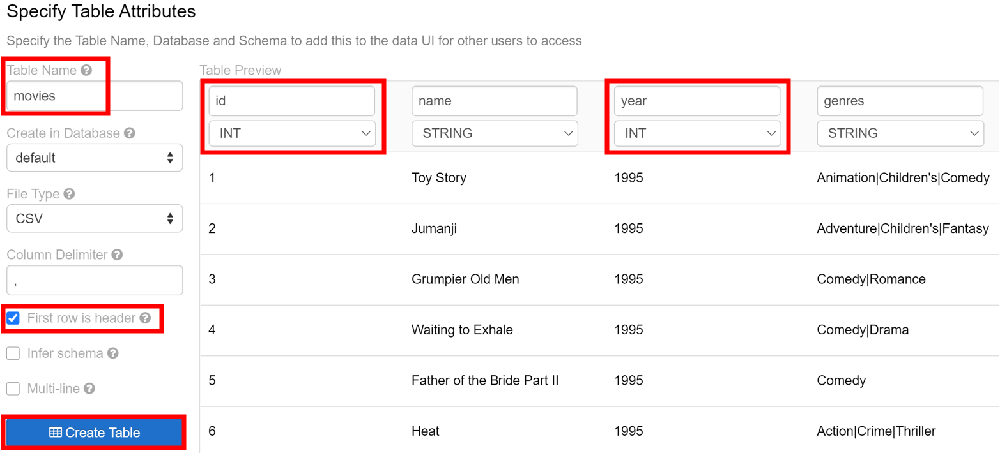 Specify Table Attributes
Specify the Table Name, Database and Schema to add this to the data UI for other users to access
Table Name
movies
Create in Database
default
File Type
CSV
Column Delimiter
,
First row is header
Infer schema
Multi-line
Create Table
Table Preview
id name year genres
INT STRING INT STRING
1 Toy Story 1995 Animation|Children's|Comedy
2 Jumanji 1995 Adventure|Children's|Fantasy
3 Grumpier Old Men 1995 Comedy|Romance
4 Waiting to Exhale 1995 Comedy|Drama
5 Father of the Bride Part II 1995 Comedy
6 Heat 1995 Action|Crime|Thriller